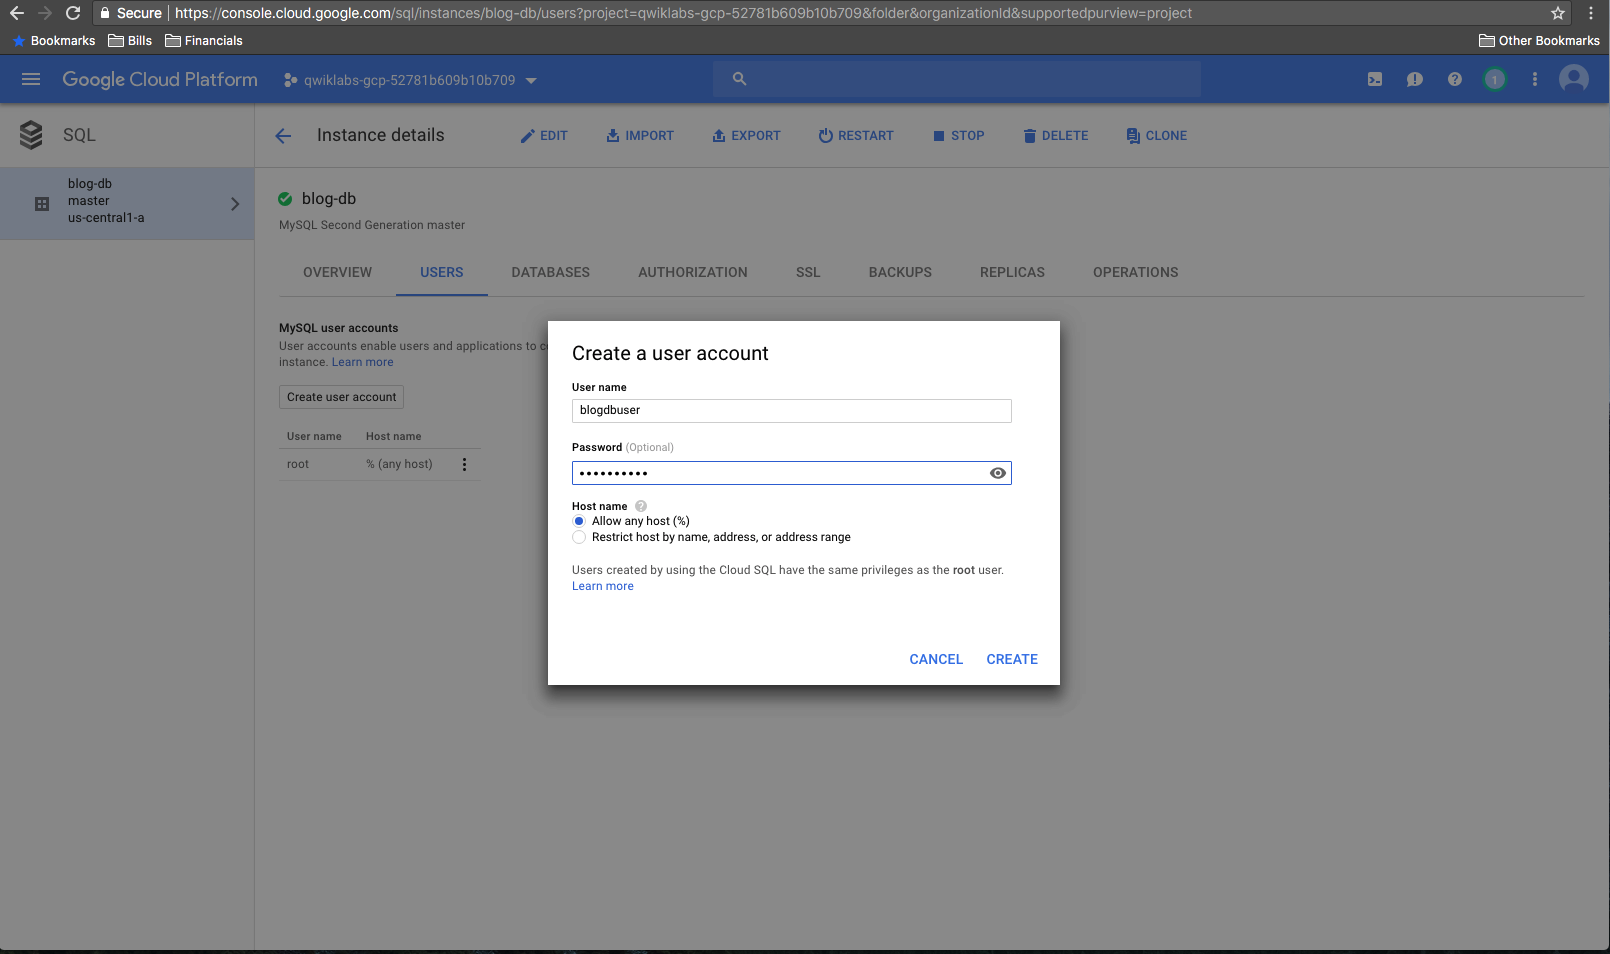 Secure https://console.cloud.google.com/sql/instances/blog-db/users?project=qwiklabs-gcp-52781b609b10b709&folder&organizationId&supportedpurview=project
Bookmarks Bills Financials Other Bookmarks
Google Cloud Platform qwiklabs-gcp-52781b609b10b709 1
SQL
Instance details EDIT IMPORT EXPORT RESTART STOP DELETE CLONE
blog-db
master
us-central1-a
blog-db
MySQL Second Generation master
OVERVIEW USERS DATABASES AUTHORIZATION SSL BACKUPS REPLICAS OPERATIONS
MySQL user accounts
User accounts enable users and applications to c
instance. Learn more
Create user account
User name Host name
root % (any host)
Create a user account
User name
blogdbuser
Password (Optional)
••••••••••
Host name ?
Allow any host (%)
Restrict host by name, address, or address range
Users created by using the Cloud SQL have the same privileges as the root user.
Learn more
CANCEL CREATE